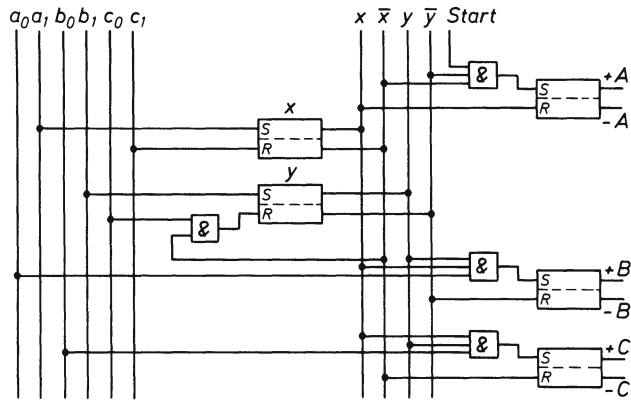 a₀ a₁ b₀ b₁ c₀ c₁ x x̅ y y̅ Start
& S +A
R -A
x
S
R
y
S
R
&
& S +B
R -B
& S +C
R -C